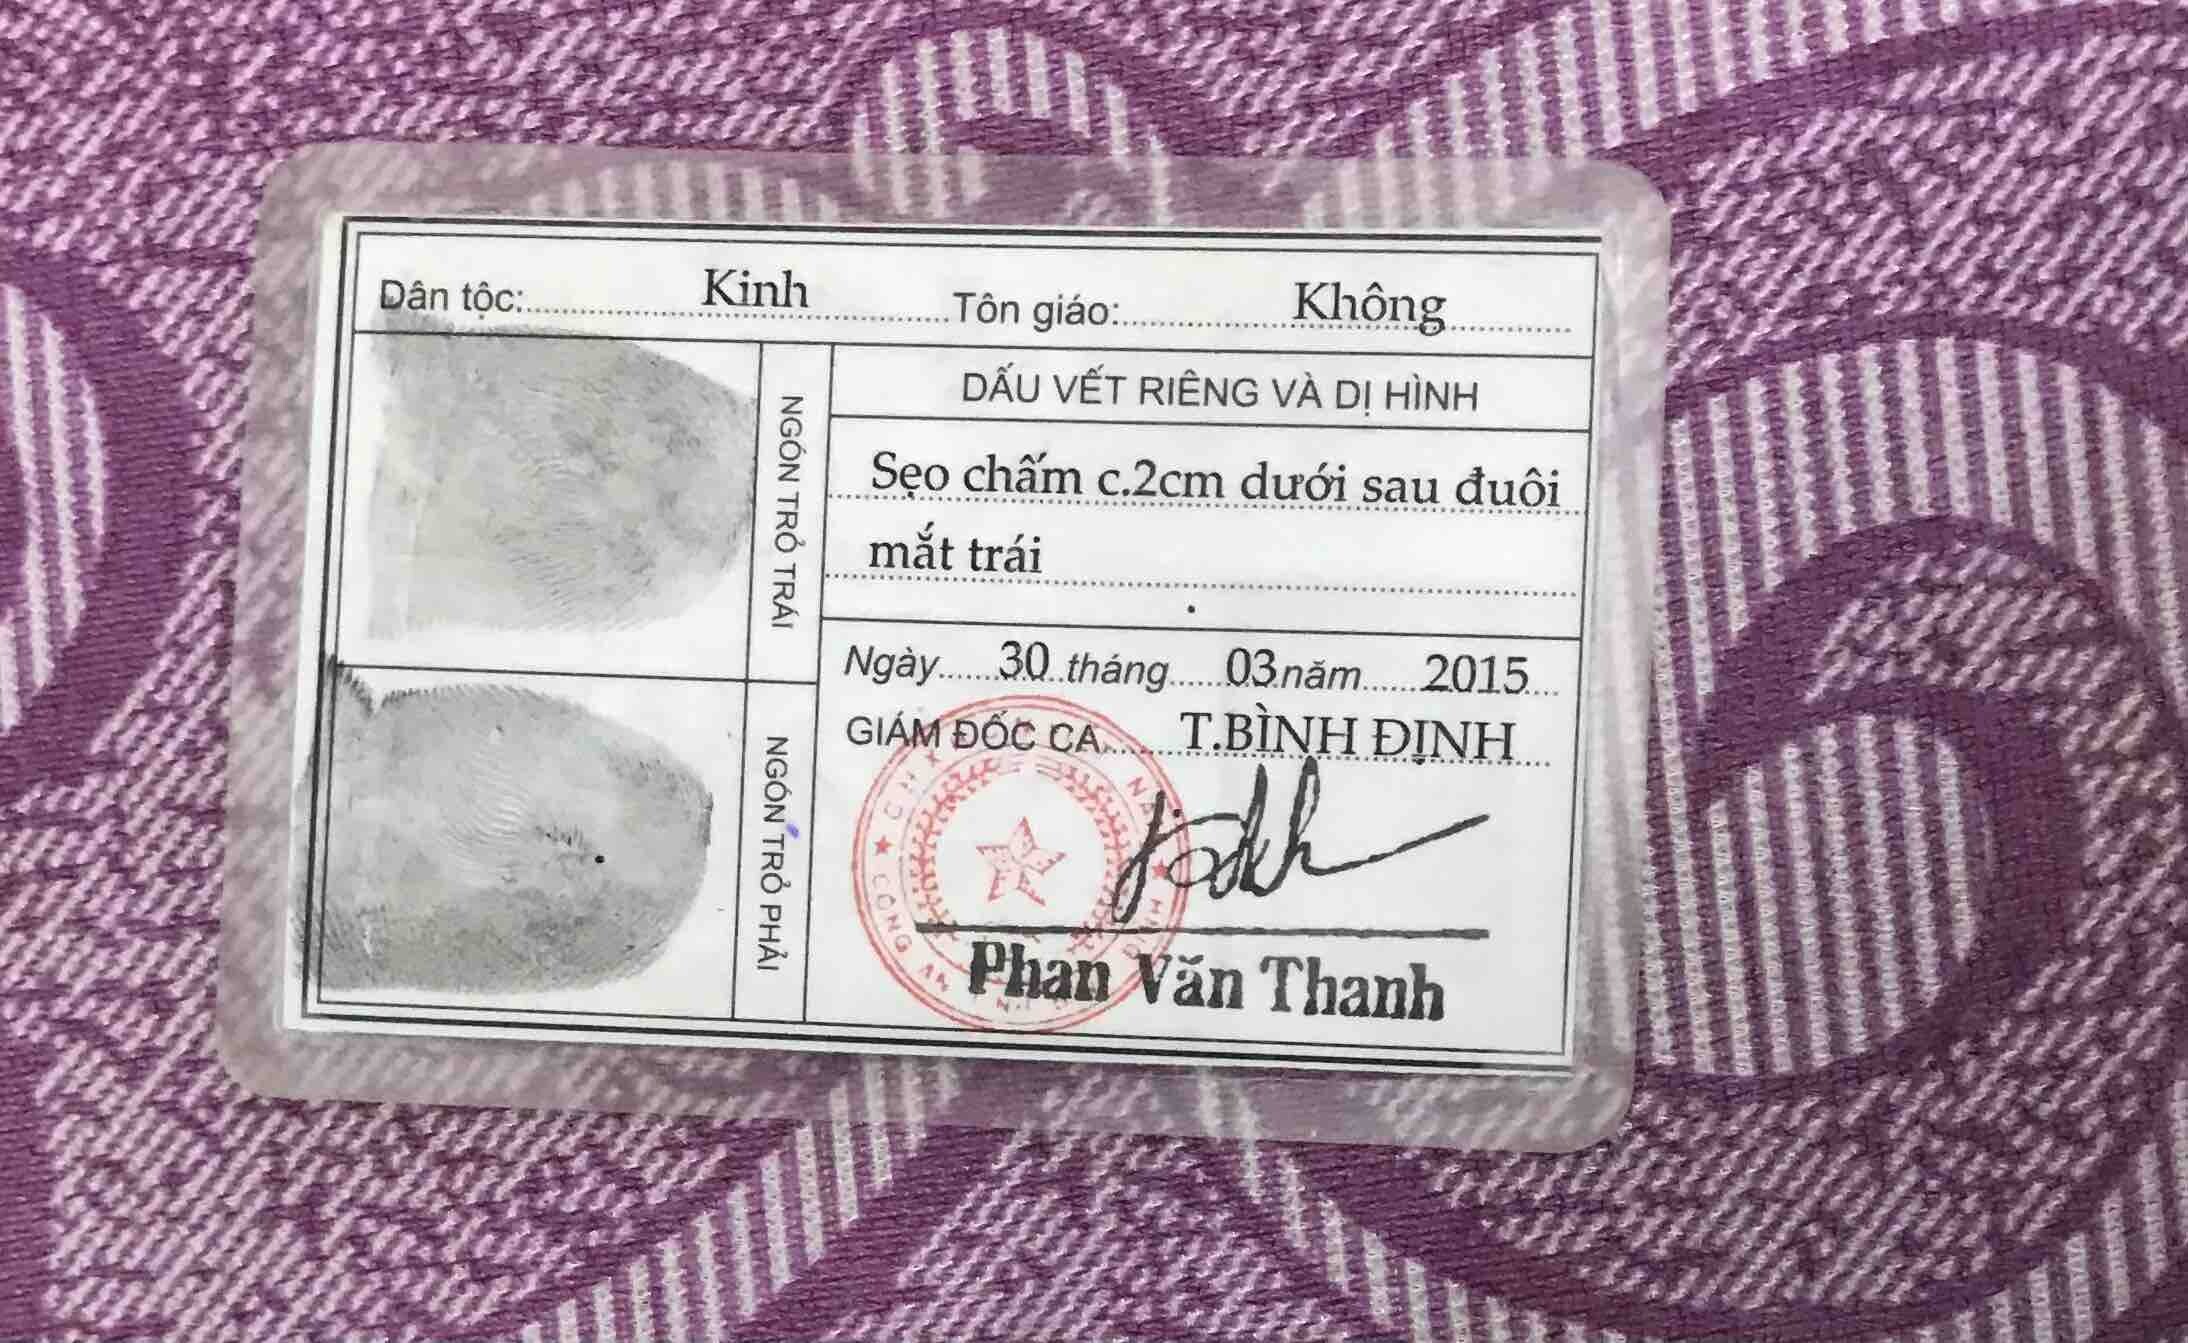 Dân tộc: Kinh Tôn giáo: Không
NGÓN TRỎ TRÁI
DẤU VẾT RIÊNG VÀ DỊ HÌNH
Sẹo chấm c.2cm dưới sau đuôi
mắt trái
Ngày 30 tháng 03 năm 2015
GIÁM ĐỐC CA T.BÌNH ĐỊNH
NGÓN TRỎ PHẢI
CÔNG AN
Phan Văn Thanh